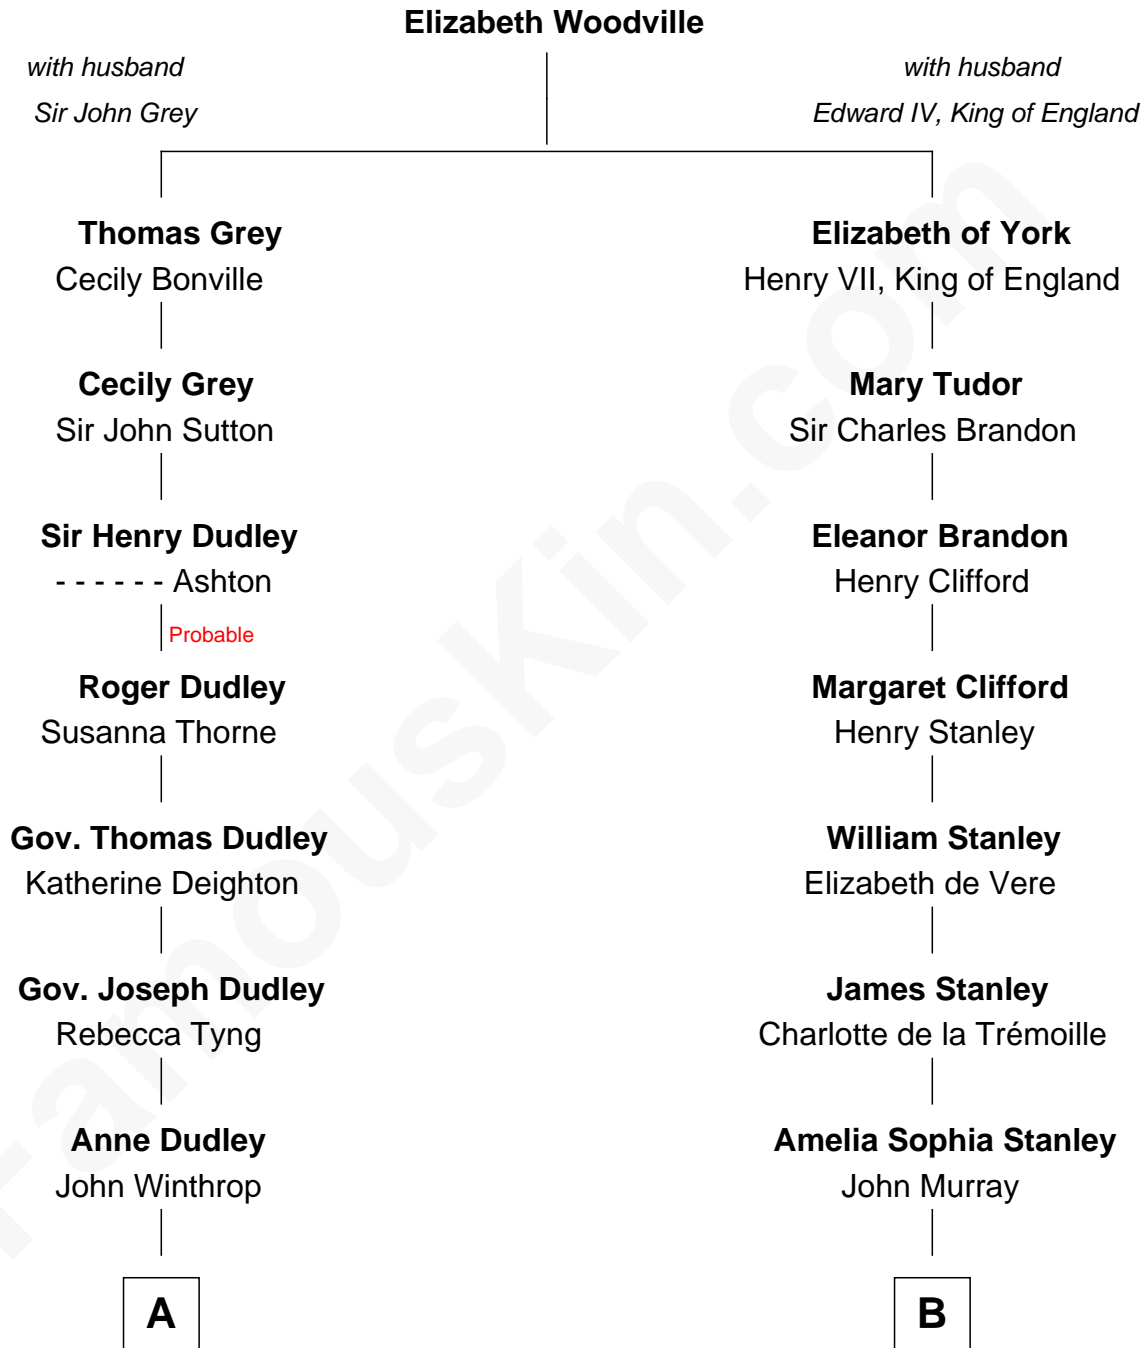 Elizabeth Woodville
with husband
Sir John Grey
with husband
Edward IV, King of England
Thomas Grey
Cecily Bonville
Elizabeth of York
Henry VII, King of England
Cecily Grey
Sir John Sutton
Mary Tudor
Sir Charles Brandon
Sir Henry Dudley
- - - - - - Ashton
Eleanor Brandon
Henry Clifford
Probable
Roger Dudley
Susanna Thorne
Margaret Clifford
Henry Stanley
Gov. Thomas Dudley
Katherine Deighton
William Stanley
Elizabeth de Vere
Gov. Joseph Dudley
Rebecca Tyng
James Stanley
Charlotte de la Trémoille
Anne Dudley
John Winthrop
Amelia Sophia Stanley
John Murray
A
B
FamousKin.com